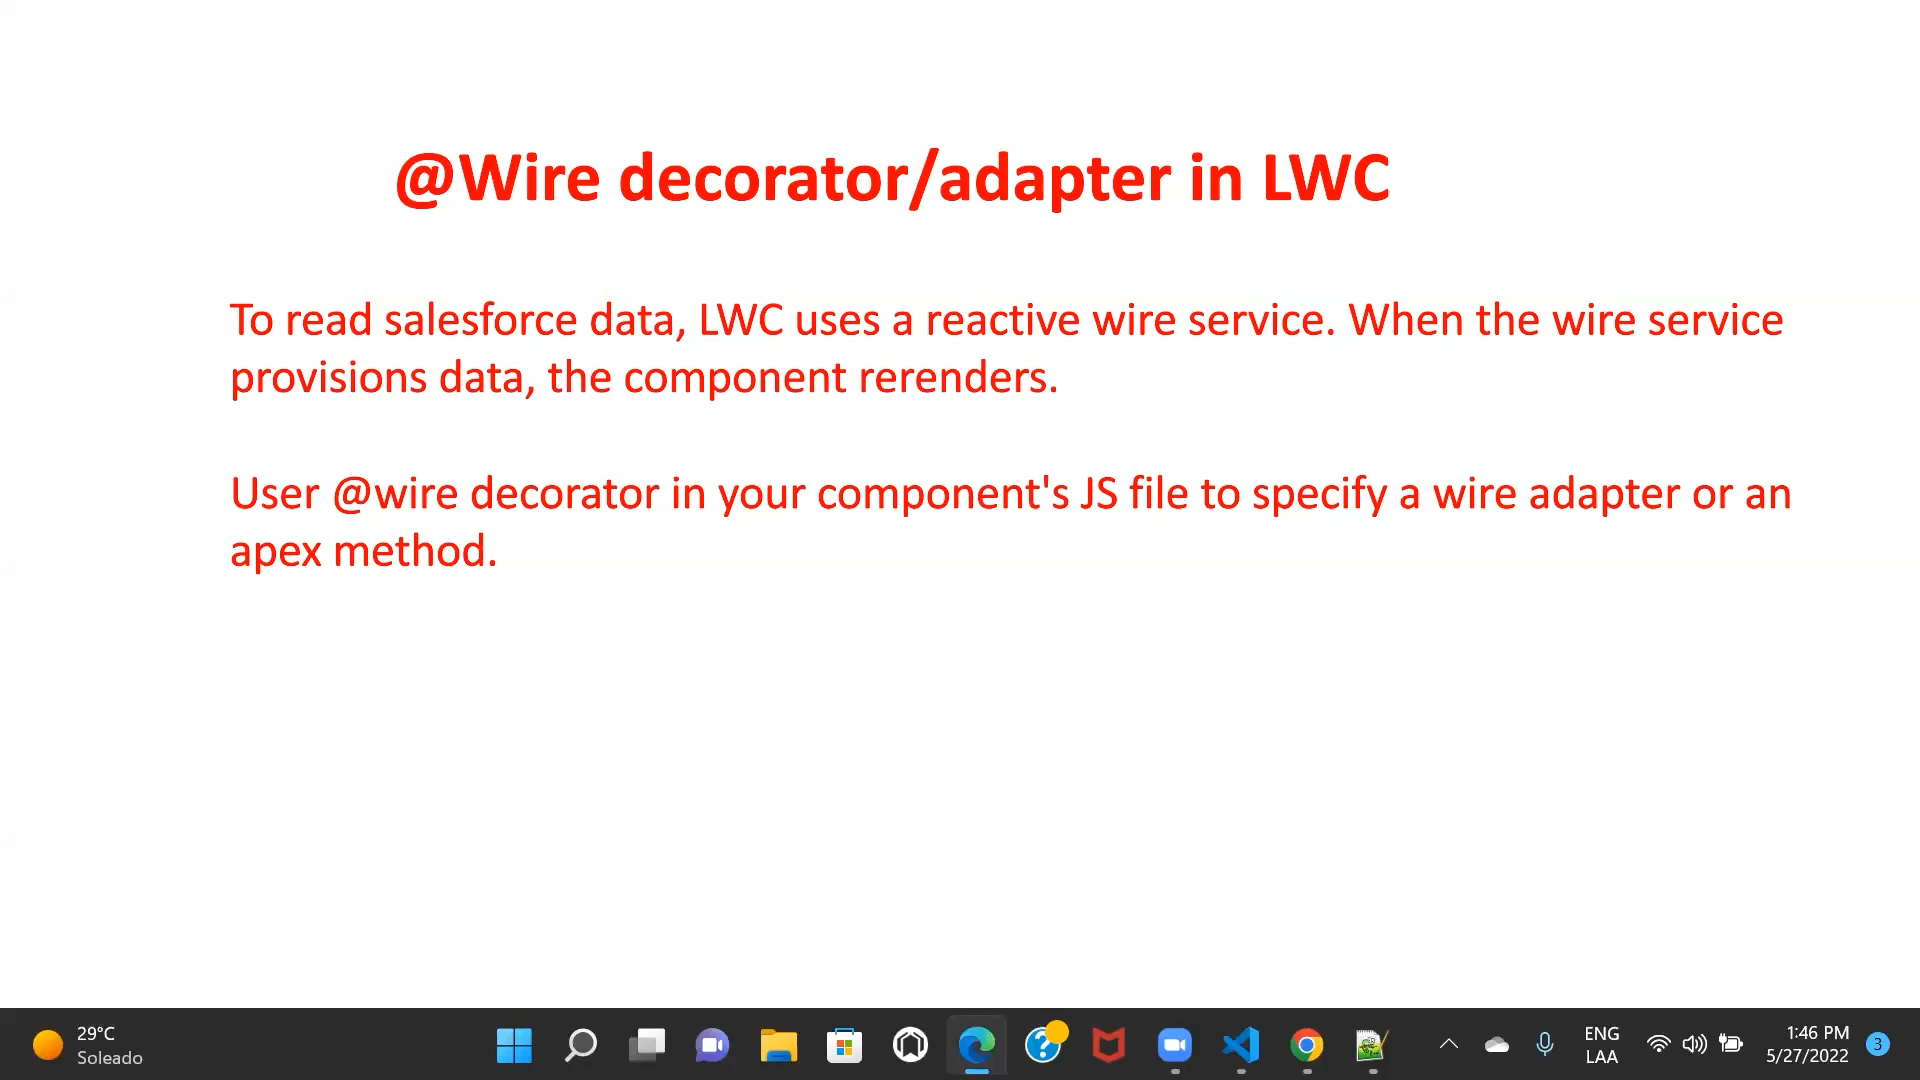 @Wire decorator/adapter in LWC
To read salesforce data, LWC uses a reactive wire service. When the wire service
provisions data, the component rerenders.
User @wire decorator in your component's JS file to specify a wire adapter or an
apex method.
29°C
Soleado
ENG
LAA
1:46 PM
5/27/2022
3